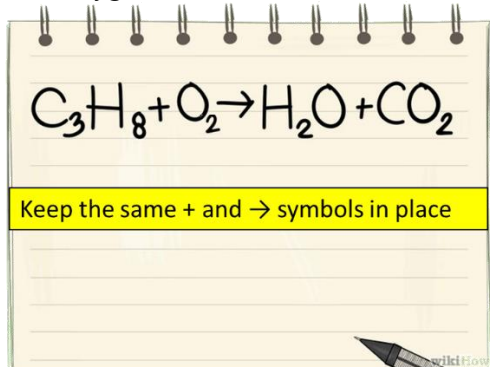 C₃H₈+O₂→H₂O+CO₂
Keep the same + and → symbols in place
wikiHow